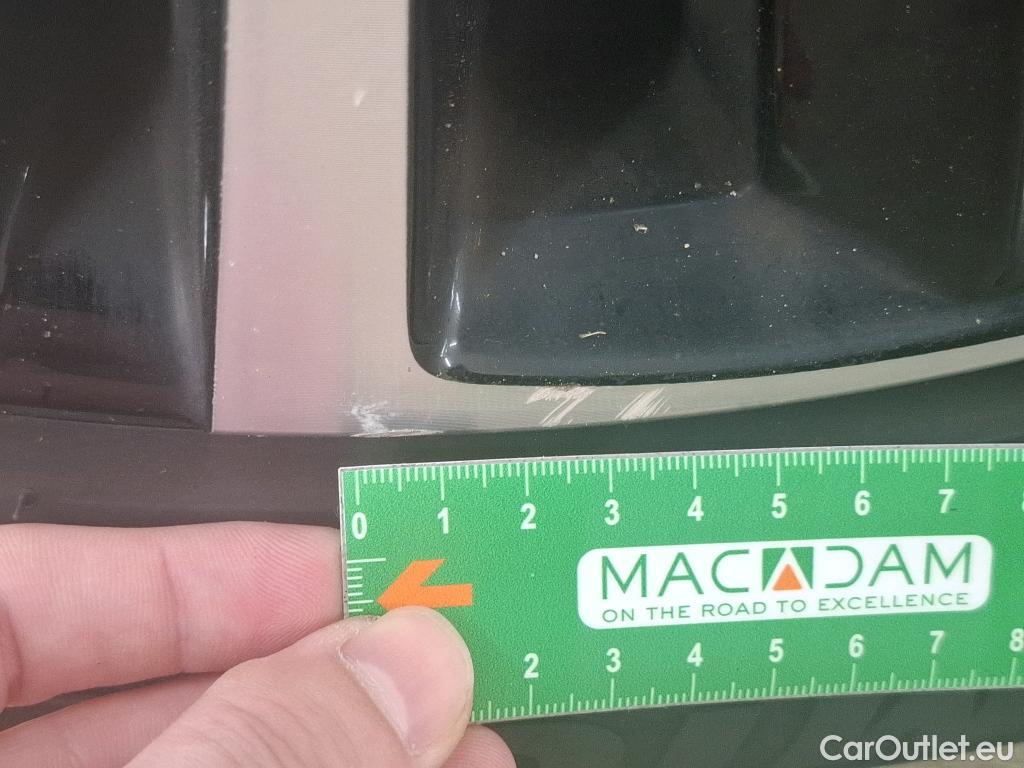 0 1 2 3 4 5 6 7 8
MACADAM
ON THE ROAD TO EXCELLENCE
2 3 4 5 6 7 8
CarOutlet.eu